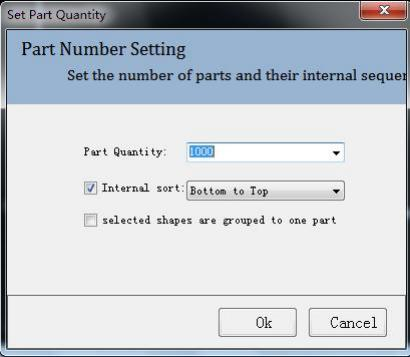 Set Part Quantity
Part Number Setting
Set the number of parts and their internal sequer
Part Quantity: 1000
Internal sort: Bottom to Top
selected shapes are grouped to one part
Ok Cancel